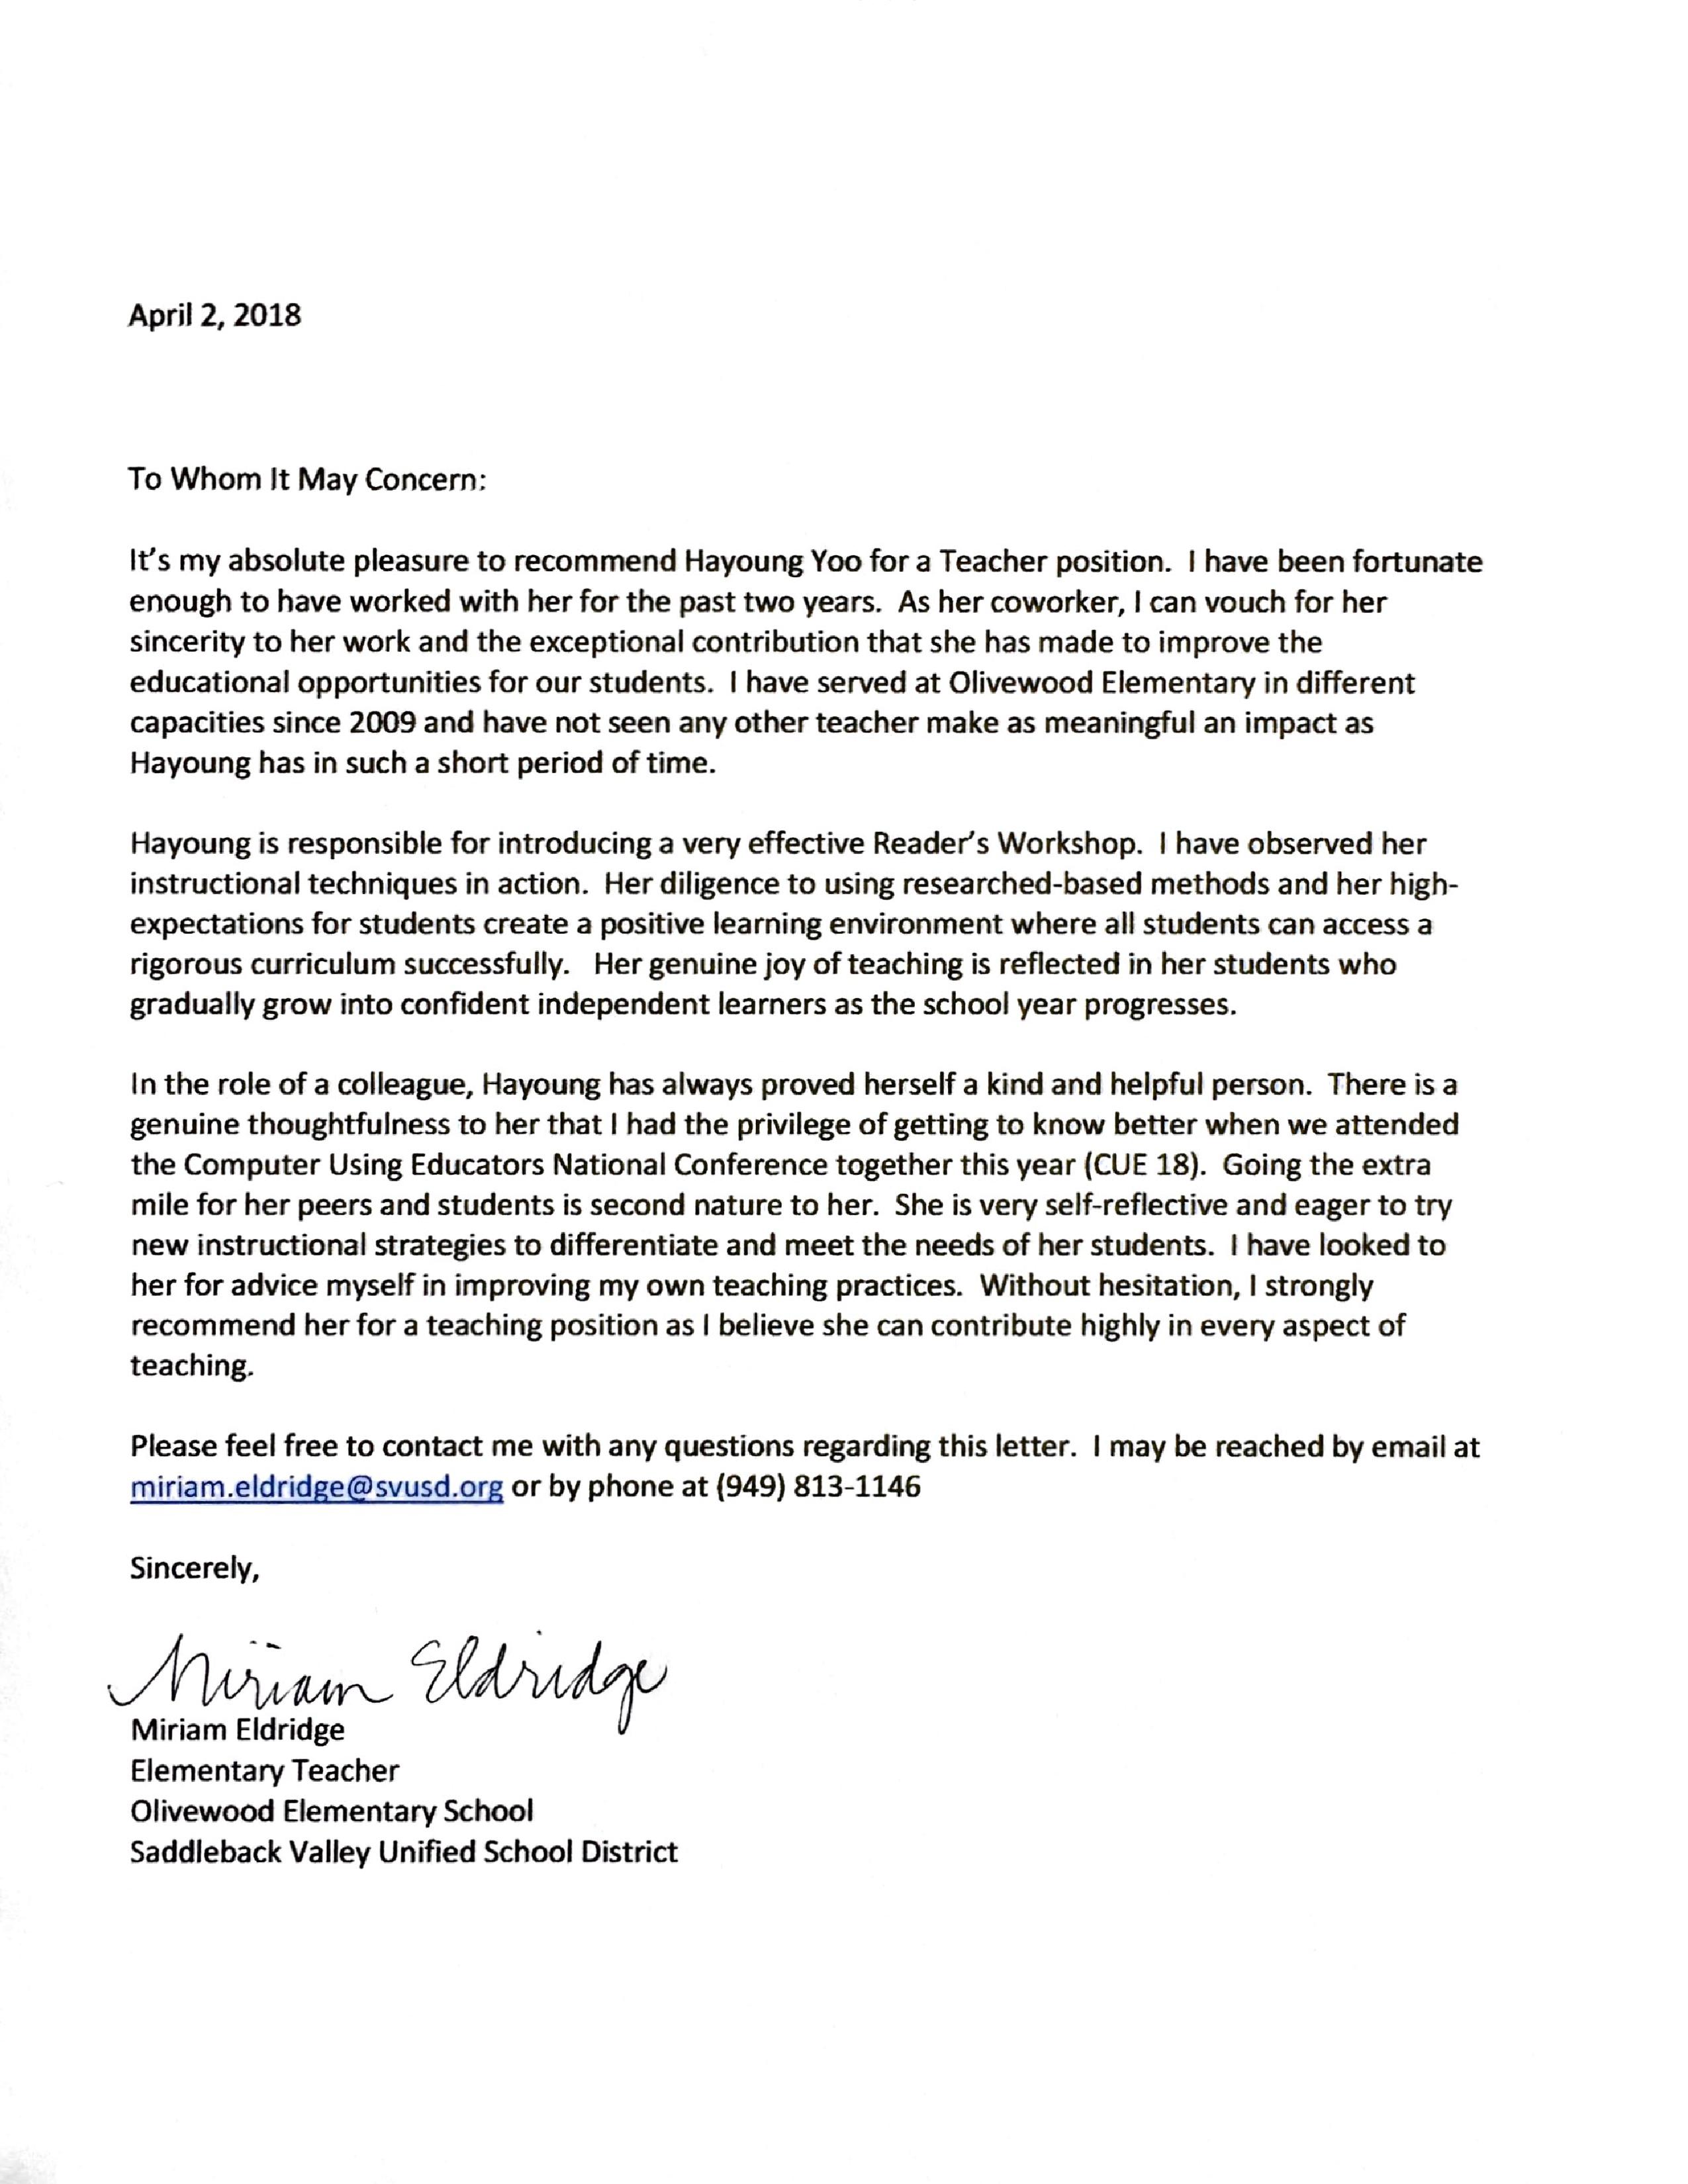 April 2, 2018
To Whom It May Concern:
It's my absolute pleasure to recommend Hayoung Yoo for a Teacher position.  I have been fortunate
enough to have worked with her for the past two years.  As her coworker, I can vouch for her
sincerity to her work and the exceptional contribution that she has made to improve the
educational opportunities for our students.  I have served at Olivewood Elementary in different
capacities since 2009 and have not seen any other teacher make as meaningful an impact as
Hayoung has in such a short period of time.
Hayoung is responsible for introducing a very effective Reader's Workshop.  I have observed her
instructional techniques in action.  Her diligence to using researched-based methods and her high-
expectations for students create a positive learning environment where all students can access a
rigorous curriculum successfully.   Her genuine joy of teaching is reflected in her students who
gradually grow into confident independent learners as the school year progresses.
In the role of a colleague, Hayoung has always proved herself a kind and helpful person.  There is a
genuine thoughtfulness to her that I had the privilege of getting to know better when we attended
the Computer Using Educators National Conference together this year (CUE 18).  Going the extra
mile for her peers and students is second nature to her.  She is very self-reflective and eager to try
new instructional strategies to differentiate and meet the needs of her students.  I have looked to
her for advice myself in improving my own teaching practices.  Without hesitation, I strongly
recommend her for a teaching position as I believe she can contribute highly in every aspect of
teaching.
Please feel free to contact me with any questions regarding this letter.  I may be reached by email at
miriam.eldridge@svusd.org or by phone at (949) 813-1146
Sincerely,
Miriam Eldridge
Miriam Eldridge
Elementary Teacher
Olivewood Elementary School
Saddleback Valley Unified School District